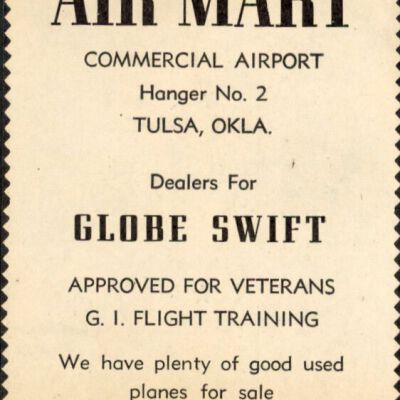 AIR MART
COMMERCIAL AIRPORT
Hanger No. 2
TULSA, OKLA.
Dealers For
GLOBE SWIFT
APPROVED FOR VETERANS
G. I. FLIGHT TRAINING
We have plenty of good used
planes for sale